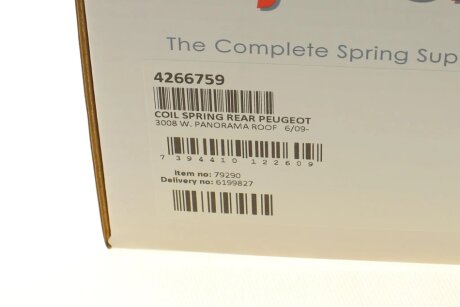 The Complete Spring Sup
4266759
COIL SPRING REAR PEUGEOT
3008 W. PANORAMA ROOF 6/09-
7 394410 122609
Item no: 79290
Delivery no: 6199827